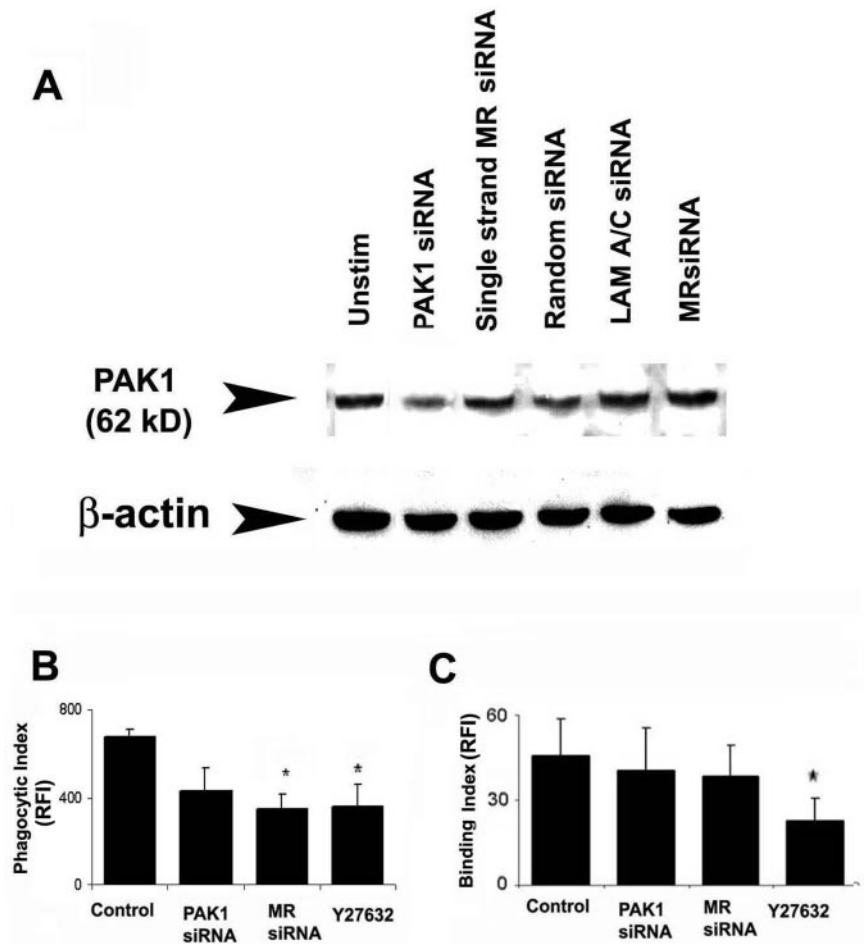 A
Unstim
PAK1 siRNA
Single strand MR siRNA
Random siRNA
LAM A/C siRNA
MRsiRNA
PAK1
(62 kD)
β-actin
B
Phagocytic Index
(RFI)
800
400
0
*
*
Control
PAK1
siRNA
MR
siRNA
Y27632
C
Binding Index (RFI)
60
30
0
*
Control
PAK1
siRNA
MR
siRNA
Y27632